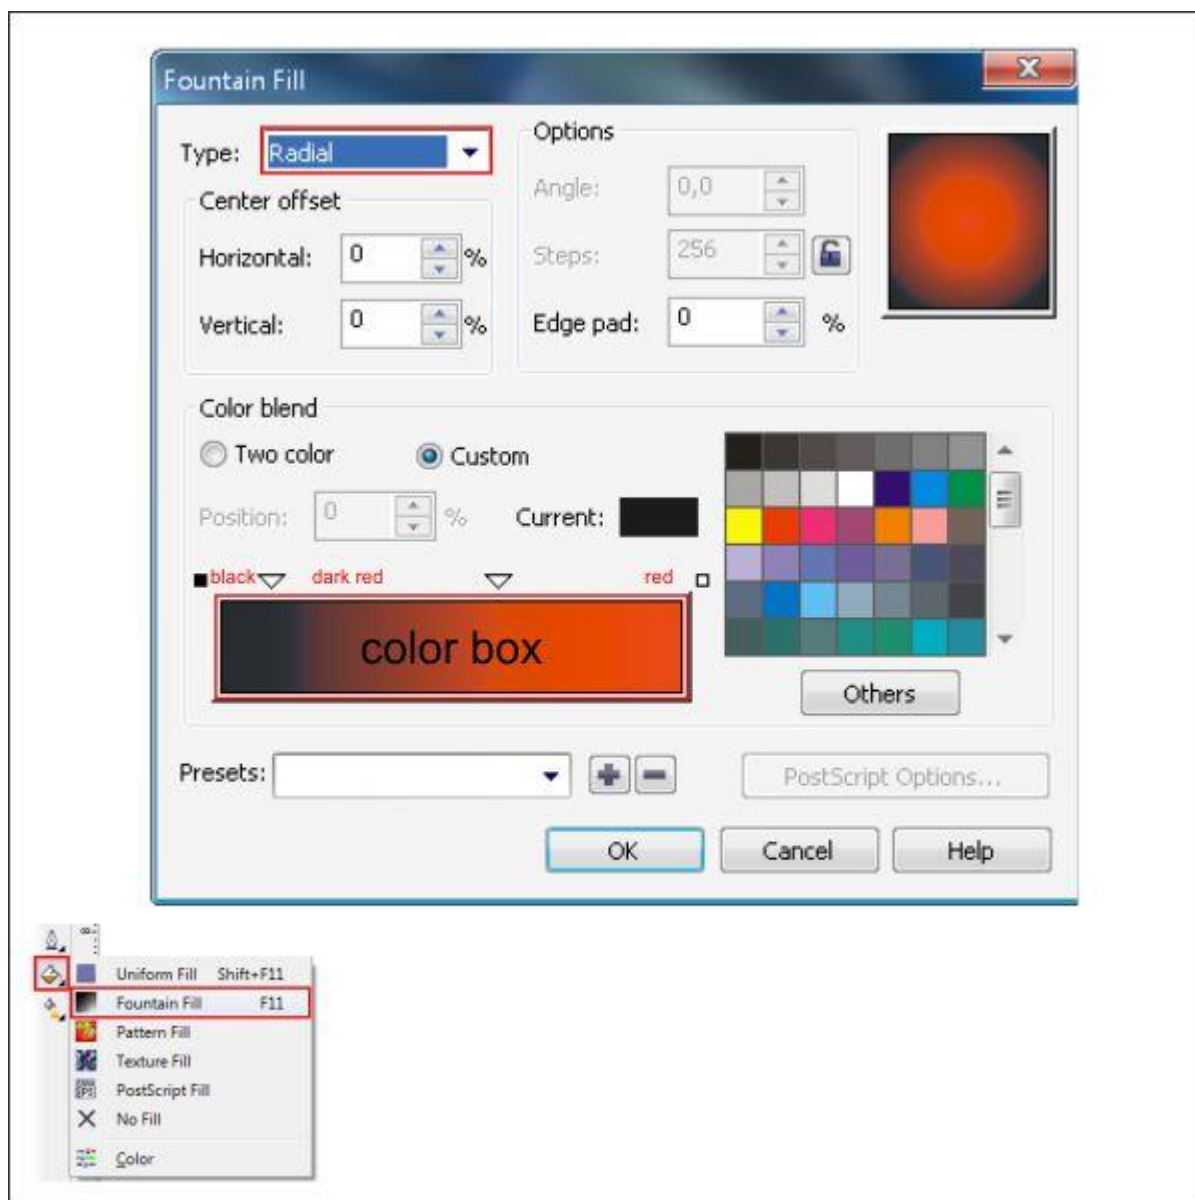 Fountain Fill
Type: Radial
Options
Angle: 0,0
Center offset
Horizontal: 0 %
Steps: 256
Vertical: 0 %
Edge pad: 0 %
Color blend
Two color Custom
Position: 0 % Current:
black dark red red
color box
Others
Presets:
PostScript Options...
OK Cancel Help
Uniform Fill Shift+F11
Fountain Fill F11
Pattern Fill
Texture Fill
PostScript Fill
No Fill
Color